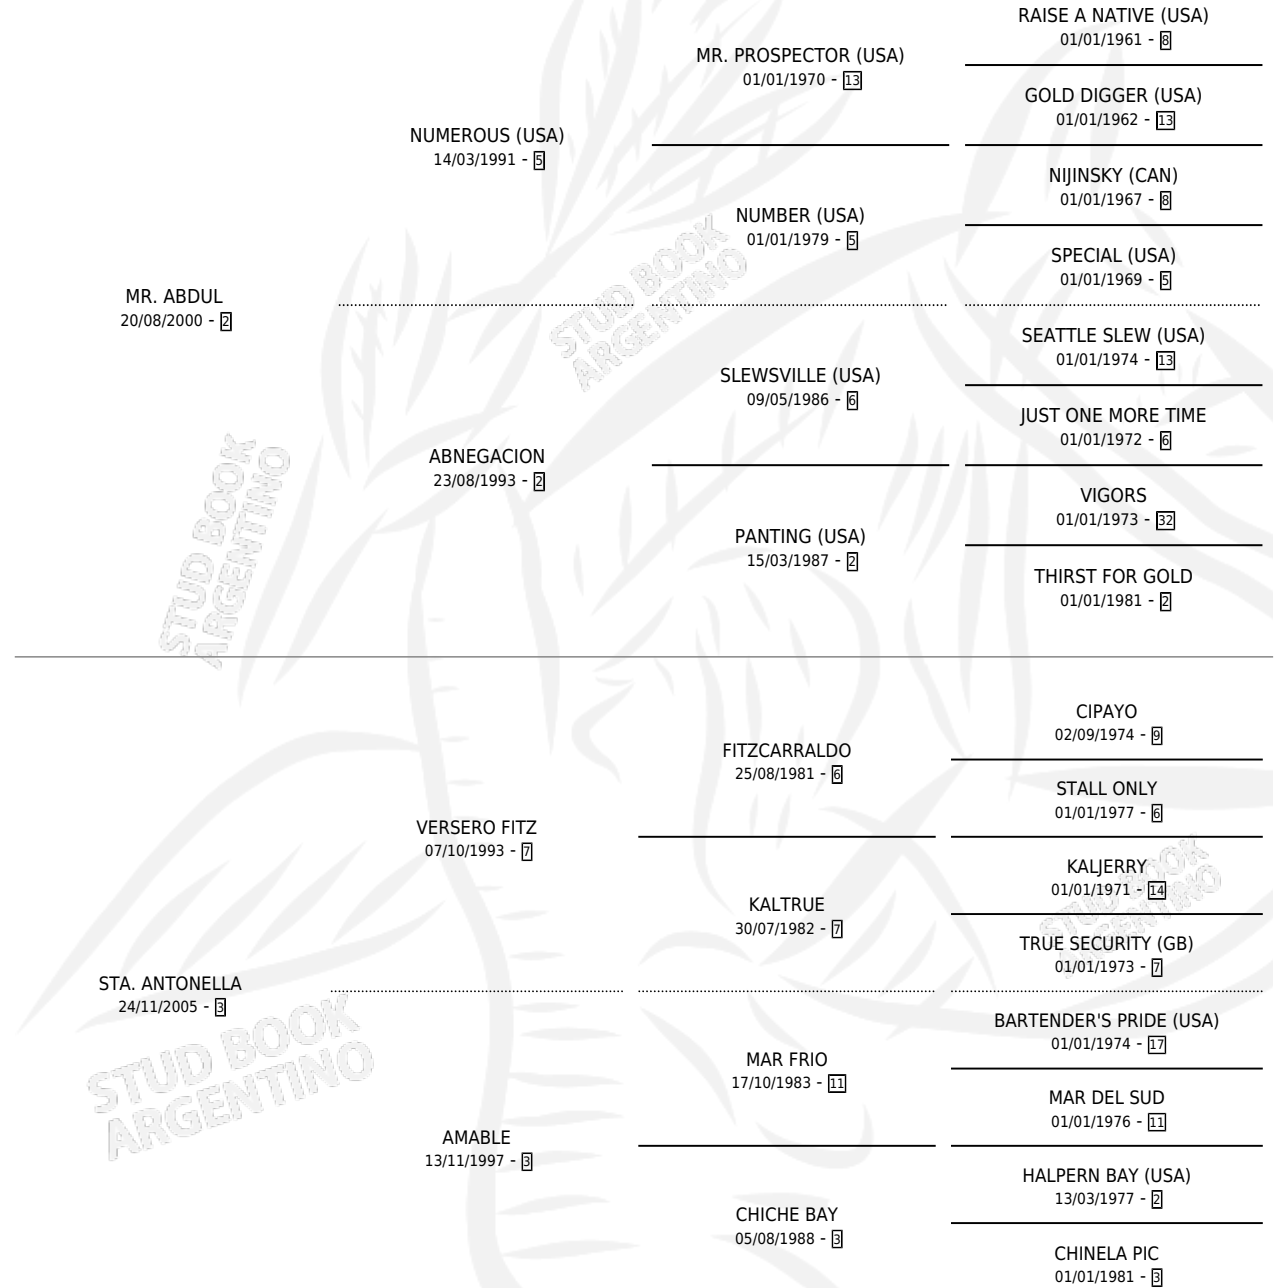 RAISE A NATIVE (USA)
01/01/1961 - 8
MR. PROSPECTOR (USA)
01/01/1970 - 13
GOLD DIGGER (USA)
01/01/1962 - 13
NUMEROUS (USA)
14/03/1991 - 5
NIJINSKY (CAN)
01/01/1967 - 8
NUMBER (USA)
01/01/1979 - 5
SPECIAL (USA)
01/01/1969 - 5
MR. ABDUL
20/08/2000 - 2
SEATTLE SLEW (USA)
01/01/1974 - 13
SLEWSVILLE (USA)
09/05/1986 - 6
JUST ONE MORE TIME
01/01/1972 - 6
ABNEGACION
23/08/1993 - 2
VIGORS
01/01/1973 - 32
PANTING (USA)
15/03/1987 - 2
THIRST FOR GOLD
01/01/1981 - 2
CIPAYO
02/09/1974 - 9
FITZCARRALDO
25/08/1981 - 6
STALL ONLY
01/01/1977 - 6
VERSERO FITZ
07/10/1993 - 7
KALJERRY
01/01/1971 - 14
KALTRUE
30/07/1982 - 7
TRUE SECURITY (GB)
01/01/1973 - 7
STA. ANTONELLA
24/11/2005 - 3
BARTENDER'S PRIDE (USA)
01/01/1974 - 17
MAR FRIO
17/10/1983 - 11
MAR DEL SUD
01/01/1976 - 11
AMABLE
13/11/1997 - 3
HALPERN BAY (USA)
13/03/1977 - 2
CHICHE BAY
05/08/1988 - 3
CHINELA PIC
01/01/1981 - 3
STUD BOOK
ARGENTINO
STUD BOOK
ARGENTINO
STUD BOOK
ARGENTINO
STUD BOOK
ARGENTINO